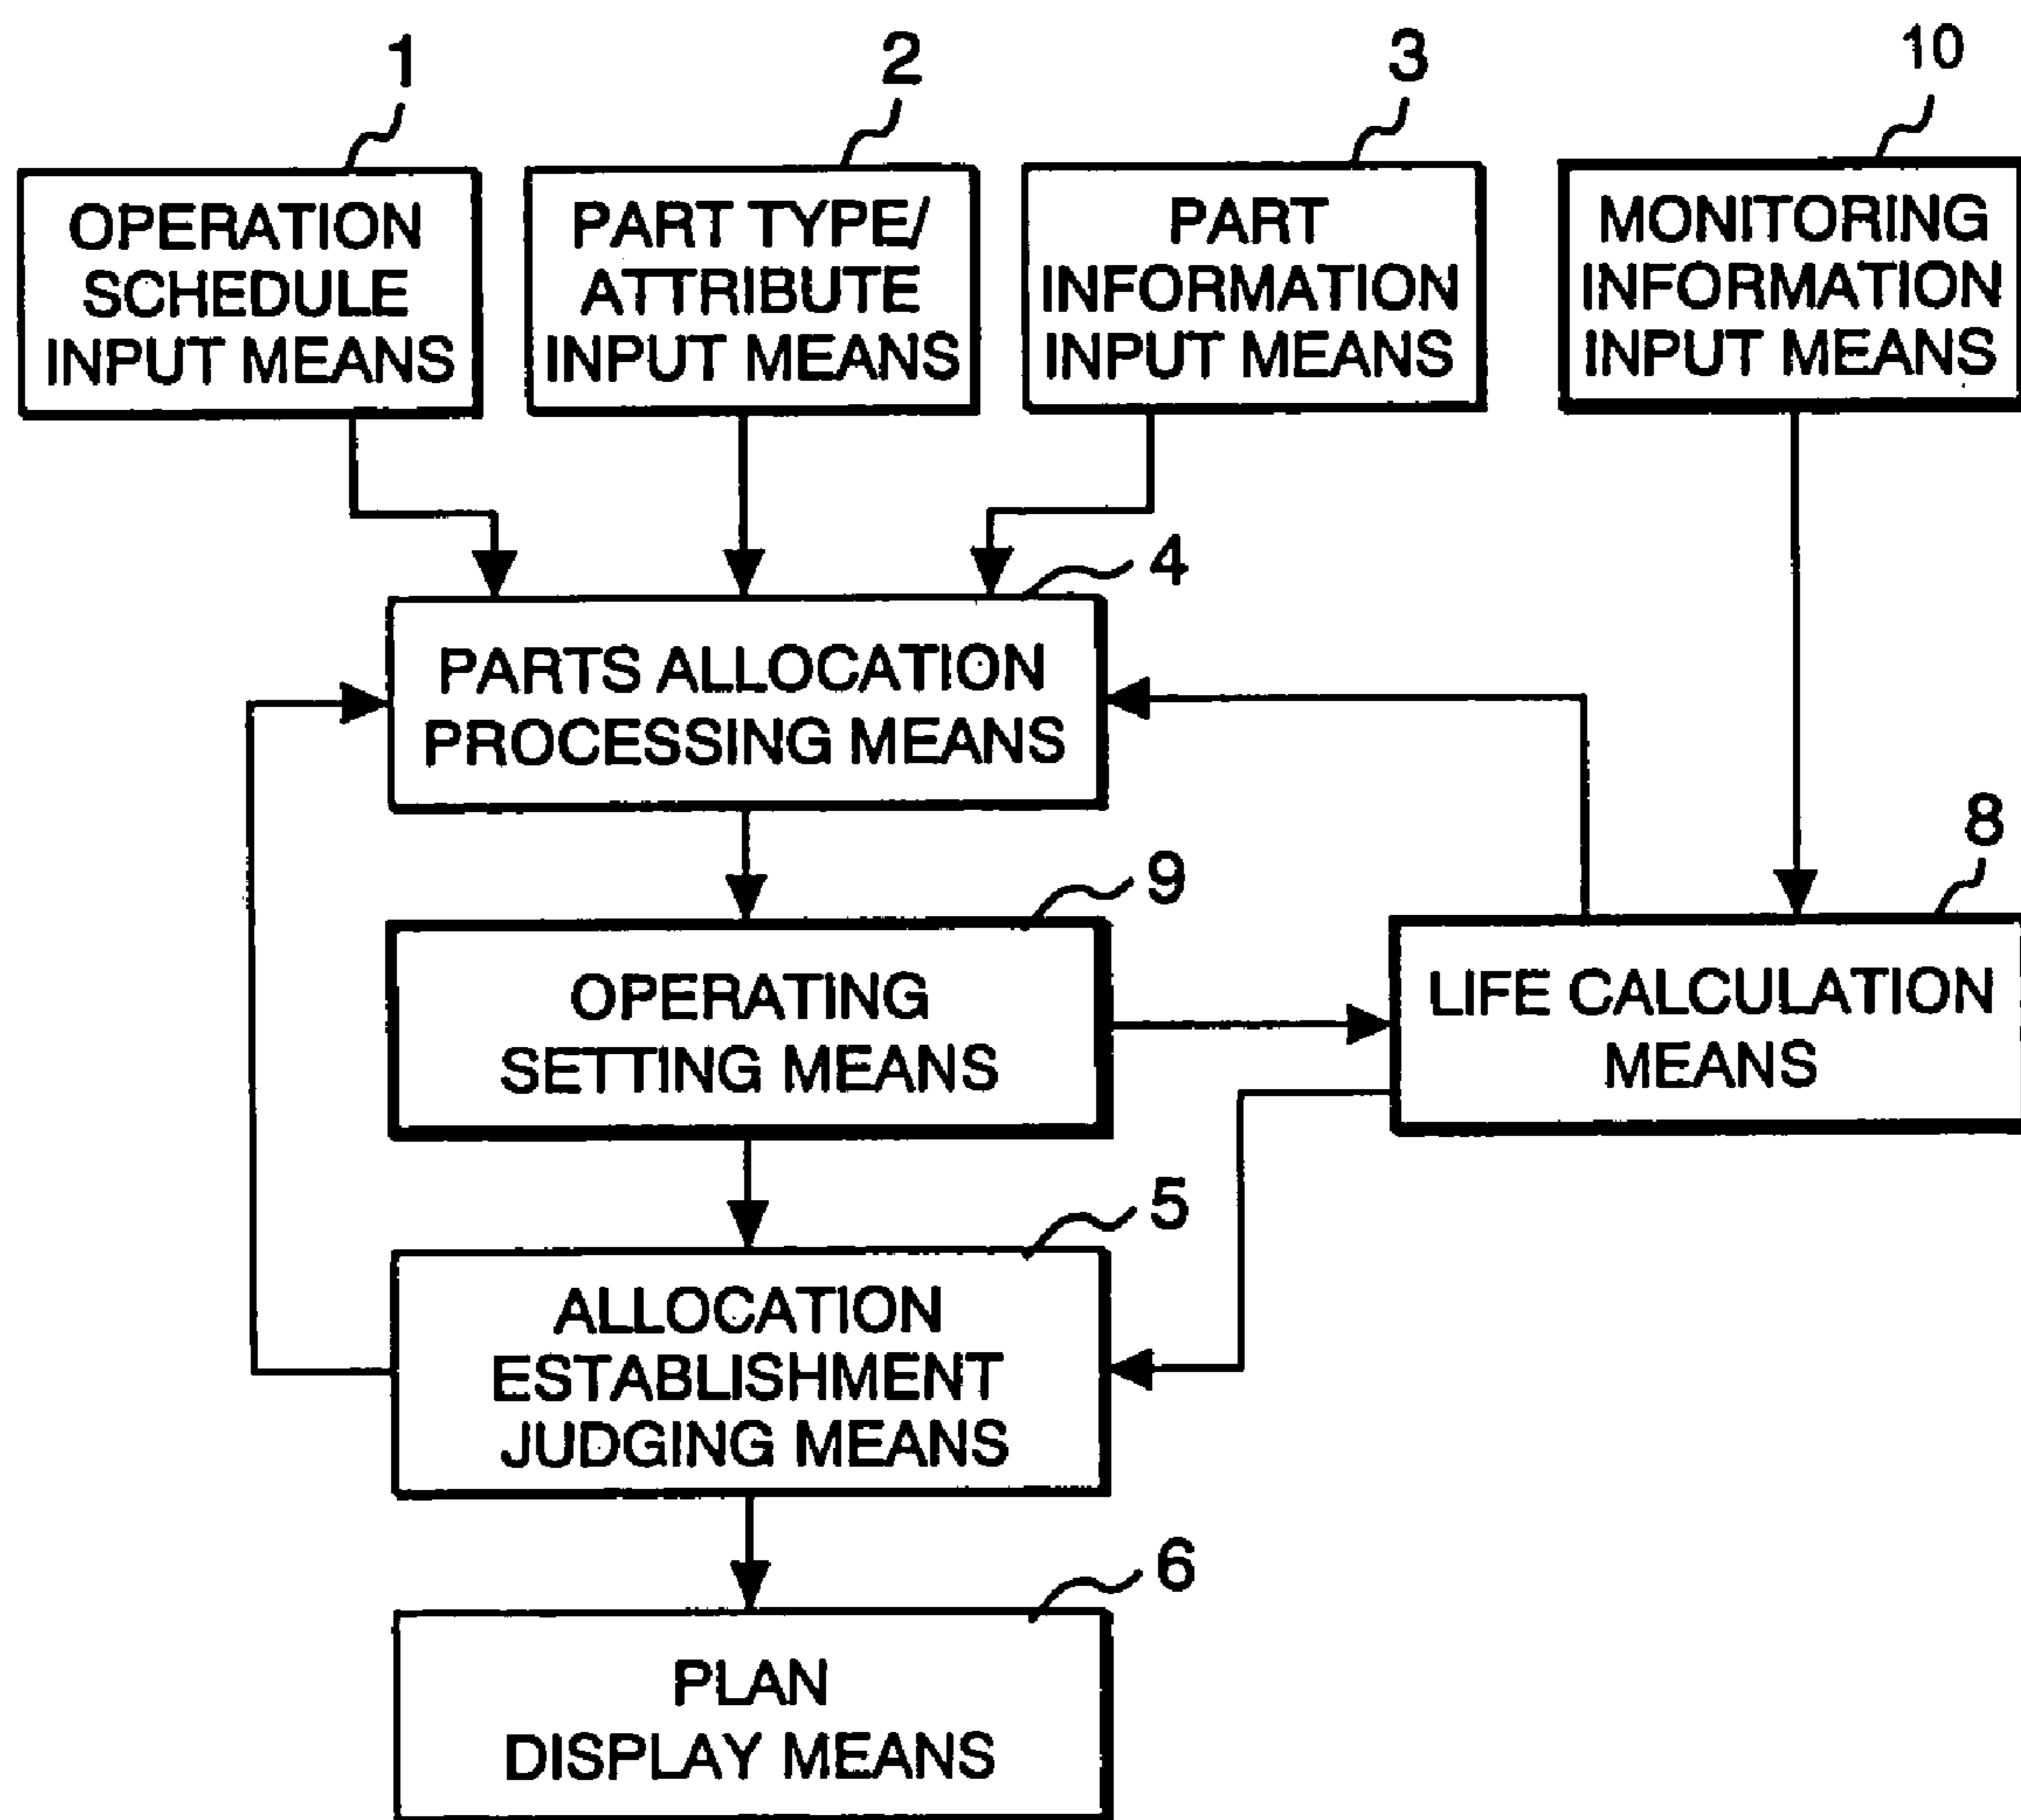 1
2
3
10
OPERATION
SCHEDULE
INPUT MEANS
PART TYPE/
ATTRIBUTE
INPUT MEANS
PART
INFORMATION
INPUT MEANS
MONITORING
INFORMATION
INPUT MEANS
4
PARTS ALLOCATION
PROCESSING MEANS
9
OPERATING
SETTING MEANS
8
LIFE CALCULATION
MEANS
5
ALLOCATION
ESTABLISHMENT
JUDGING MEANS
6
PLAN
DISPLAY MEANS